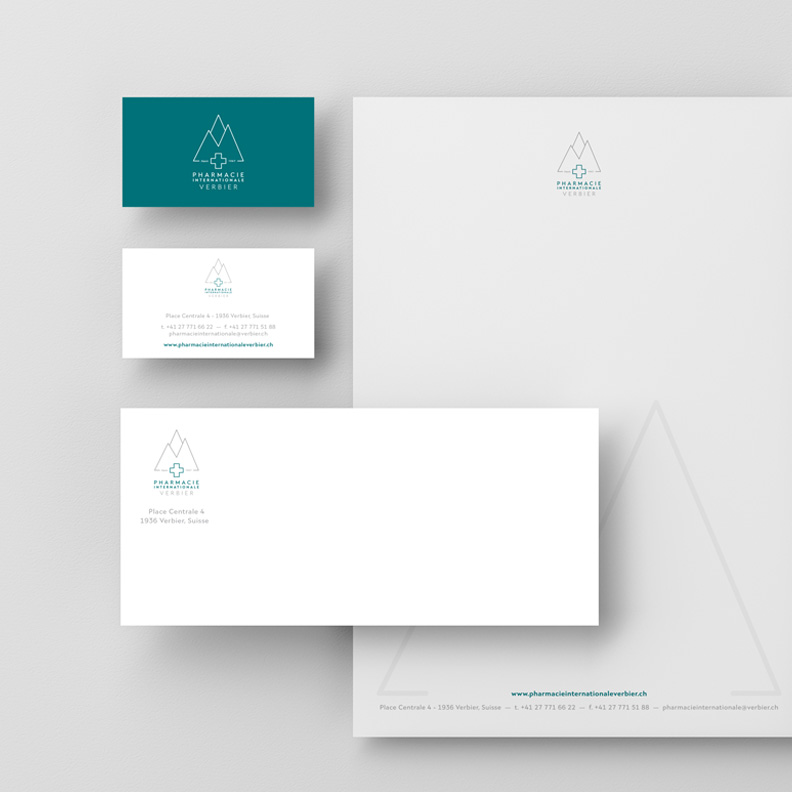 PHARMACIE
INTERNATIONALE
VERBIER
PHARMACIE
INTERNATIONALE
VERBIER
Place Centrale 4 - 1936 Verbier, Suisse
t. +41 27 771 66 22 — f. +41 27 771 51 88
pharmacieinternationale@verbier.ch
www.pharmacieinternationaleverbier.ch
PHARMACIE
INTERNATIONALE
VERBIER
Place Centrale 4
1936 Verbier, Suisse
PHARMACIE
INTERNATIONALE
VERBIER
www.pharmacieinternationaleverbier.ch
Place Centrale 4 - 1936 Verbier, Suisse — t. +41 27 771 66 22 — f. +41 27 771 51 88 — pharmacieinternationale@verbier.ch